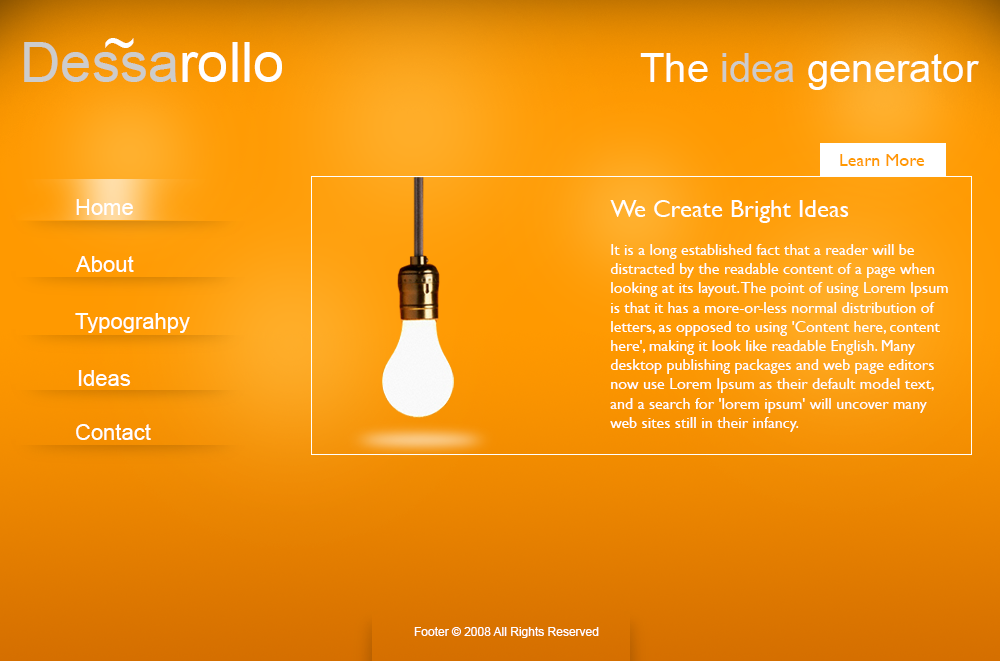 Dessarollo
The idea generator
Learn More
Home
About
Typograhpy
Ideas
Contact
We Create Bright Ideas
It is a long established fact that a reader will be
distracted by the readable content of a page when
looking at its layout. The point of using Lorem Ipsum
is that it has a more-or-less normal distribution of
letters, as opposed to using 'Content here, content
here', making it look like readable English. Many
desktop publishing packages and web page editors
now use Lorem Ipsum as their default model text,
and a search for 'lorem ipsum' will uncover many
web sites still in their infancy.
Footer © 2008 All Rights Reserved